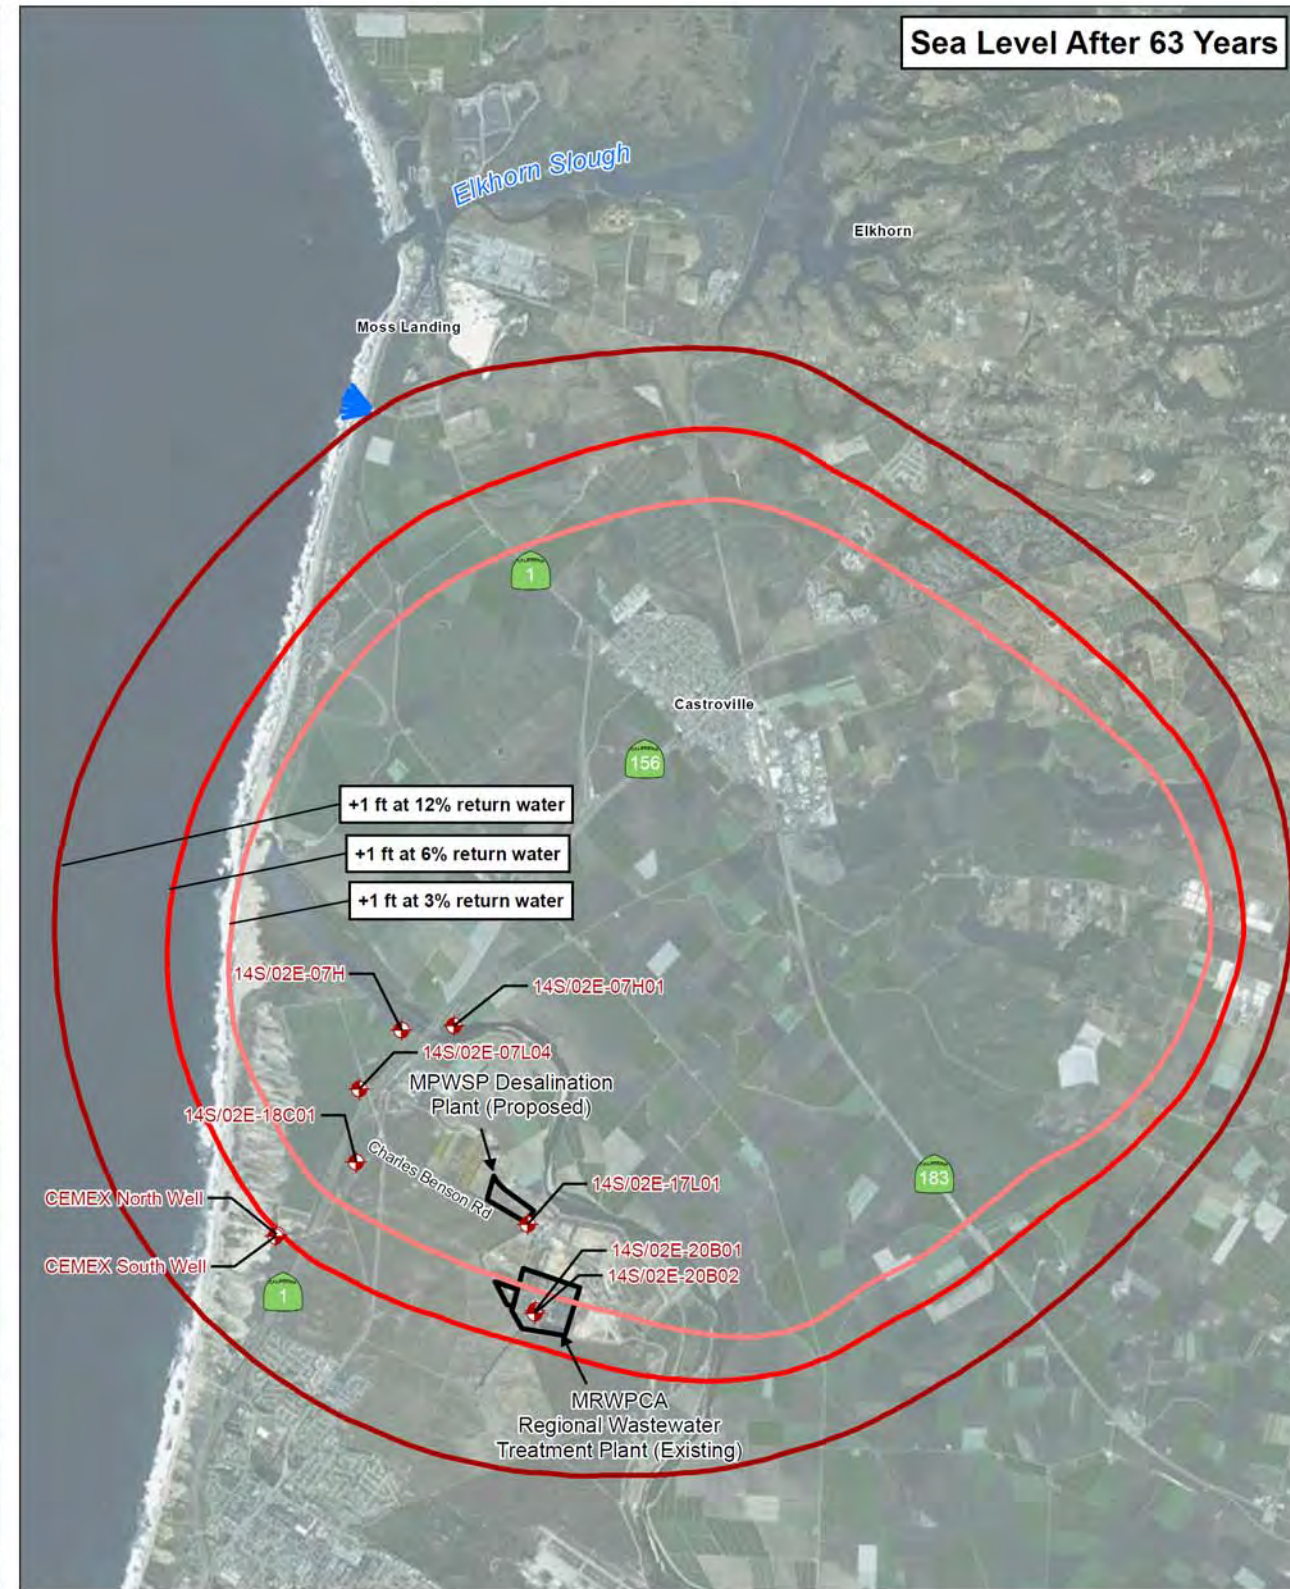 Sea Level After 63 Years
Elkhorn Slough
Elkhorn
Moss Landing
1
Castroville
156
+1 ft at 12% return water
+1 ft at 6% return water
+1 ft at 3% return water
14S/02E-07H
14S/02E-07H01
14S/02E-07L04
MPWSP Desalination
Plant (Proposed)
14S/02E-18C01
Charles Benson Rd
183
14S/02E-17L01
CEMEX North Well
14S/02E-20B01
CEMEX South Well
14S/02E-20B02
1
MRWPCA
Regional Wastewater
Treatment Plant (Existing)